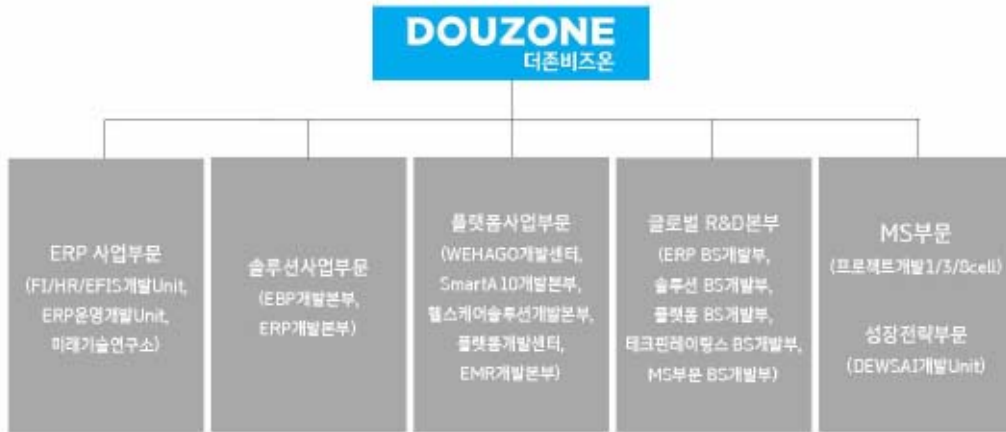 DOUZONE
더존비즈온
ERP 사업부문
(FI/HR/EFIS개발Unit,
ERP운영개발Unit,
미래기술연구소)
솔루션사업부문
(EBP개발본부,
ERP개발본부)
플랫폼사업부문
(WEHAGO개발센터,
SmartA10개발본부,
헬스케어솔루션개발본부,
플랫폼개발센터,
EMR개발본부)
글로벌 R&D본부
(ERP BS개발부,
솔루션 BS개발부,
플랫폼 BS개발부,
테크핀레이팅스 BS개발부,
MS부문 BS개발부)
MS부문
(프로젝트개발1/3/8cell)
성장전략부문
(DEWSAI개발Unit)